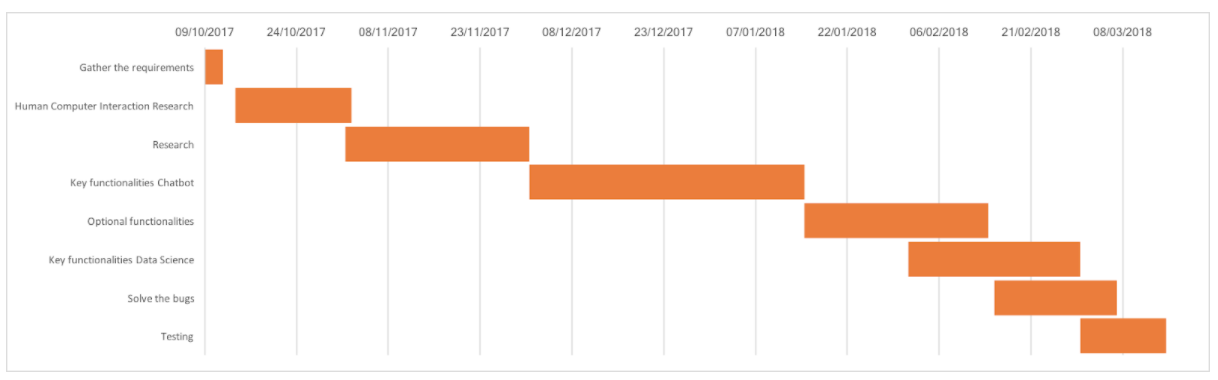 09/10/2017 24/10/2017 08/11/2017 23/11/2017 08/12/2017 23/12/2017 07/01/2018 22/01/2018 06/02/2018 21/02/2018 08/03/2018
Gather the requirements
Human Computer Interaction Research
Research
Key functionalities Chatbot
Optional functionalities
Key functionalities Data Science
Solve the bugs
Testing